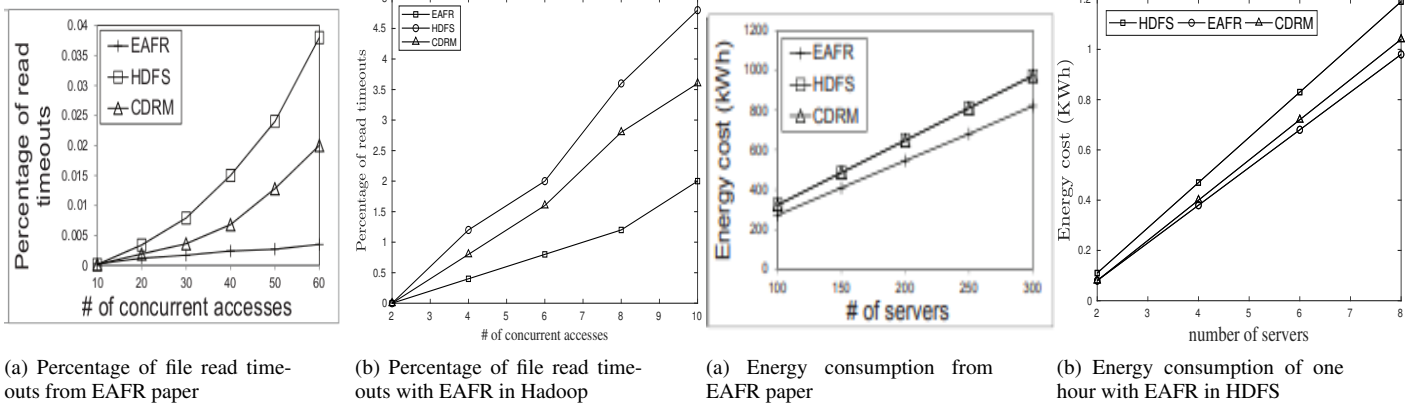 Percentage of read
timeouts
0.04
0.035
0.03
0.025
0.02
0.015
0.01
0.005
0
EAFR
HDFS
CDRM
10 20 30 40 50 60
# of concurrent accesses
(a) Percentage of file read time-
outs from EAFR paper
Percentage of read timeouts
4.5
4
3.5
3
2.5
2
1.5
1
0.5
0
EAFR
HDFS
CDRM
2 3 4 5 6 7 8 9 10
# of concurrent accesses
(b) Percentage of file read time-
outs with EAFR in Hadoop
Energy cost (kWh)
1200
1000
800
600
400
200
0
EAFR
HDFS
CDRM
100 150 200 250 300
# of servers
(a) Energy consumption from
EAFR paper
Energy cost (KWh)
1.2
1
0.8
0.6
0.4
0.2
0
HDFS EAFR CDRM
2 3 4 5 6 7 8
number of servers
(b) Energy consumption of one
hour with EAFR in HDFS